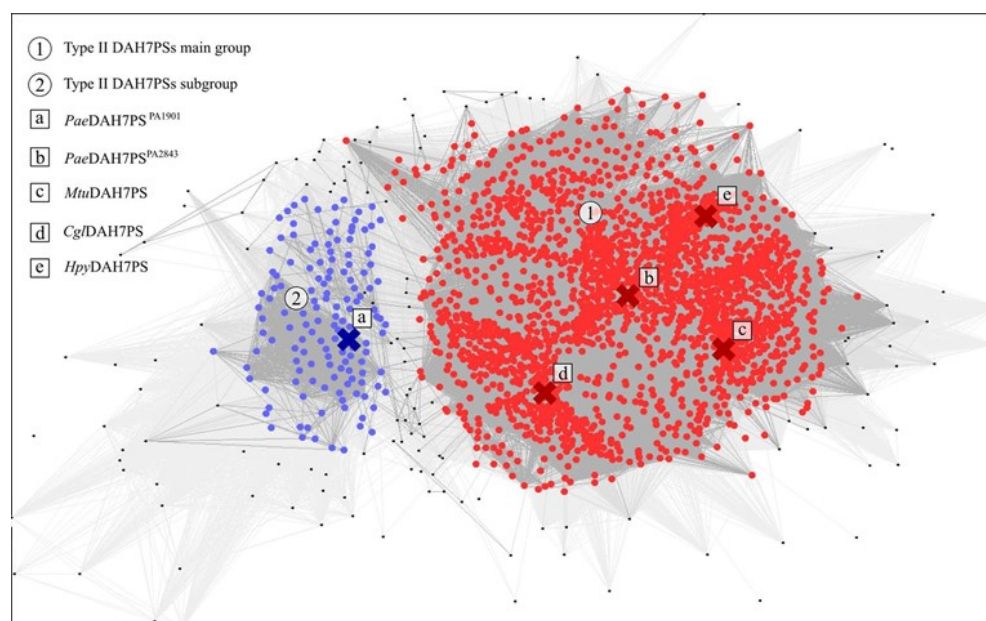 1 Type II DAH7PSs main group
2 Type II DAH7PSs subgroup
a PaeDAH7PS PA1901
b PaeDAH7PS PA2843
c MtuDAH7PS
d CglDAH7PS
e HpyDAH7PS
e
1
b
2
a
c
d